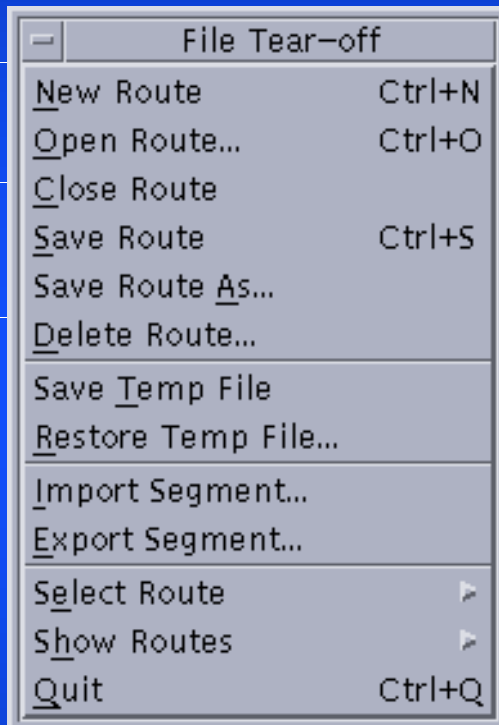 File Tear-off
New Route Ctrl+N
Open Route... Ctrl+O
Close Route
Save Route Ctrl+S
Save Route As...
Delete Route...
Save Temp File
Restore Temp File...
Import Segment...
Export Segment...
Select Route
Show Routes
Quit Ctrl+Q